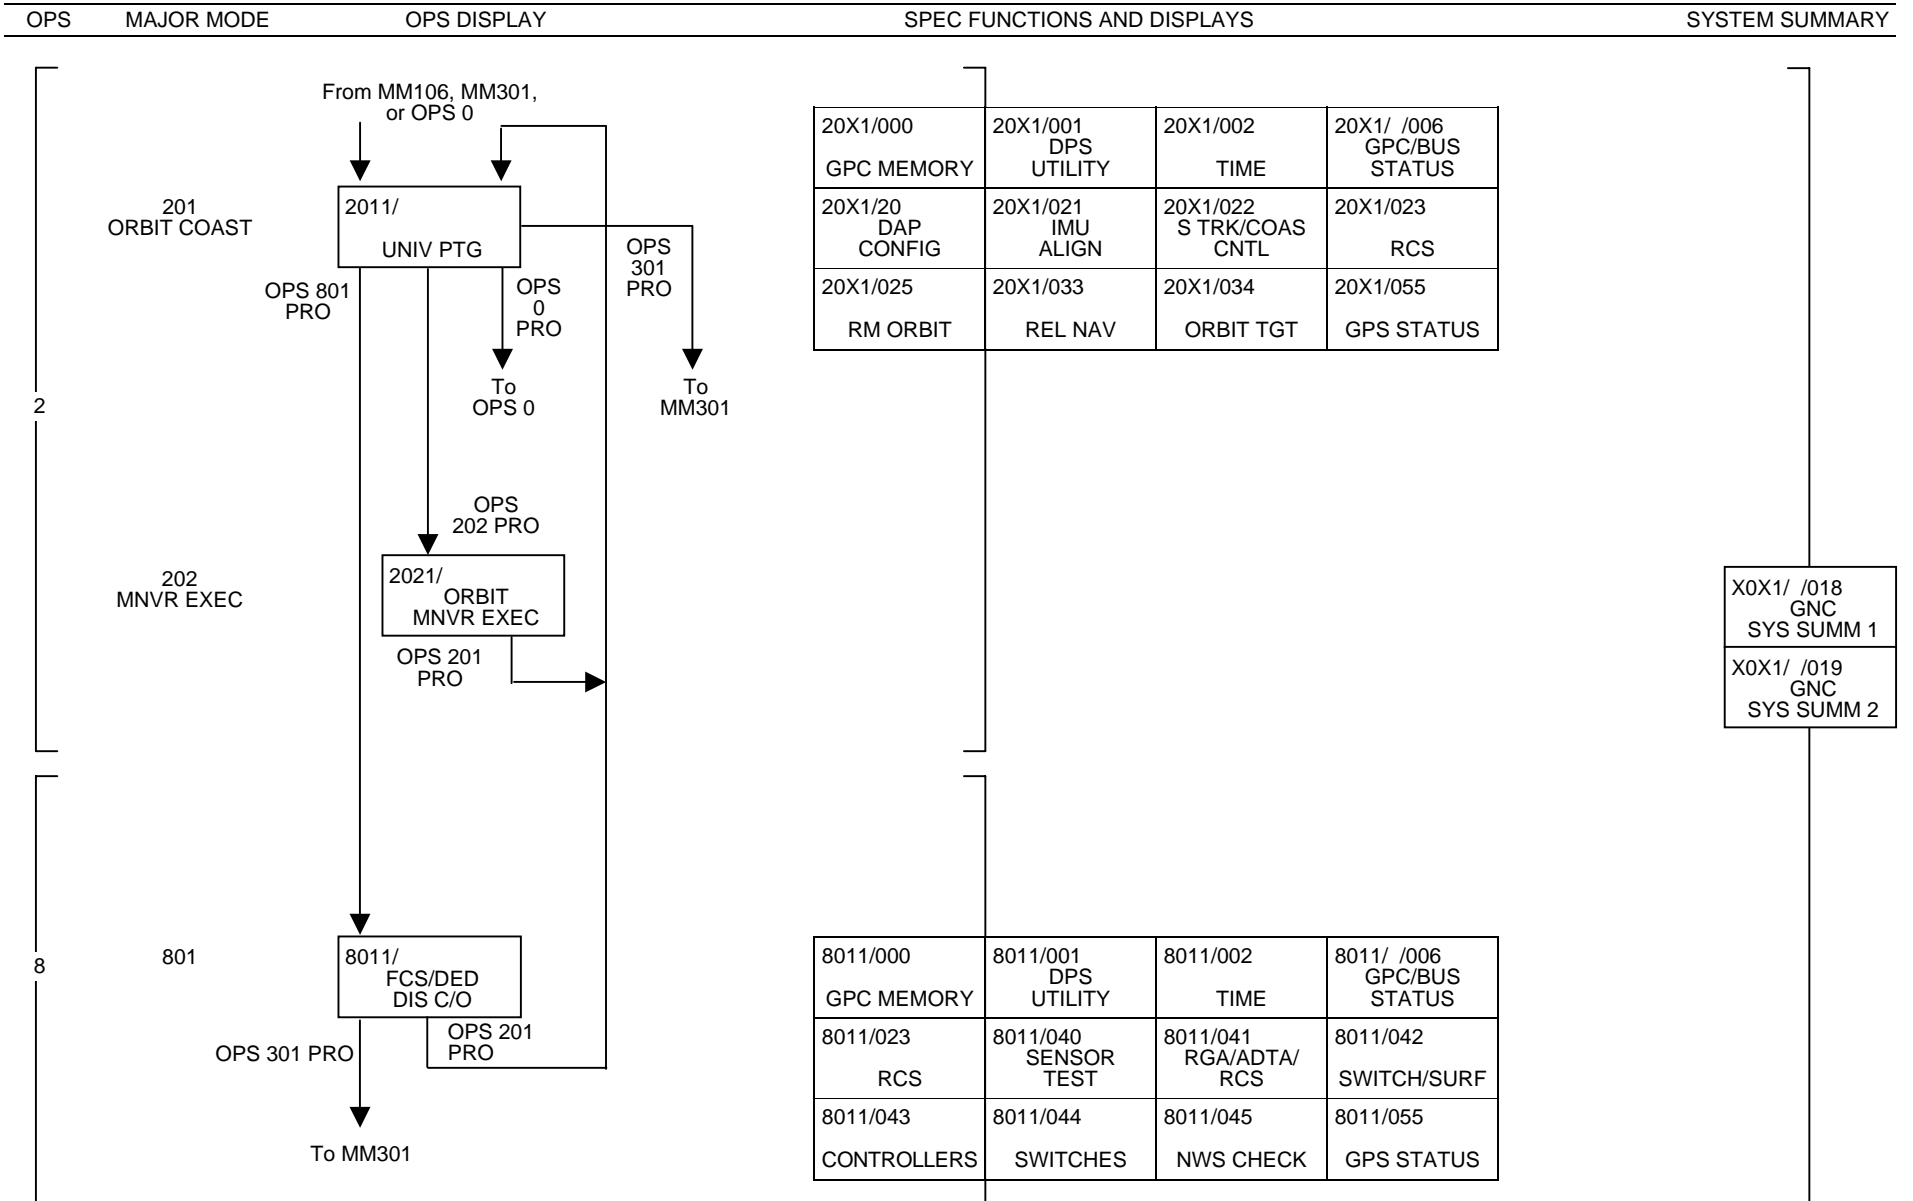 OPS MAJOR MODE OPS DISPLAY SPEC FUNCTIONS AND DISPLAYS SYSTEM SUMMARY
From MM106, MM301,
or OPS 0
2
201
ORBIT COAST
2011/
UNIV PTG
OPS 801
PRO
OPS
0
PRO
OPS
301
PRO
To
OPS 0
To
MM301
OPS
202 PRO
202
MNVR EXEC
2021/
ORBIT
MNVR EXEC
OPS 201
PRO
20X1/000
GPC MEMORY
20X1/001
DPS
UTILITY
20X1/002
TIME
20X1/ /006
GPC/BUS
STATUS
20X1/20
DAP
CONFIG
20X1/021
IMU
ALIGN
20X1/022
S TRK/COAS
CNTL
20X1/023
RCS
20X1/025
RM ORBIT
20X1/033
REL NAV
20X1/034
ORBIT TGT
20X1/055
GPS STATUS
X0X1/ /018
GNC
SYS SUMM 1
X0X1/ /019
GNC
SYS SUMM 2
8
801
8011/
FCS/DED
DIS C/O
OPS 301 PRO
OPS 201
PRO
To MM301
8011/000
GPC MEMORY
8011/001
DPS
UTILITY
8011/002
TIME
8011/ /006
GPC/BUS
STATUS
8011/023
RCS
8011/040
SENSOR
TEST
8011/041
RGA/ADTA/
RCS
8011/042
SWITCH/SURF
8011/043
CONTROLLERS
8011/044
SWITCHES
8011/045
NWS CHECK
8011/055
GPS STATUS